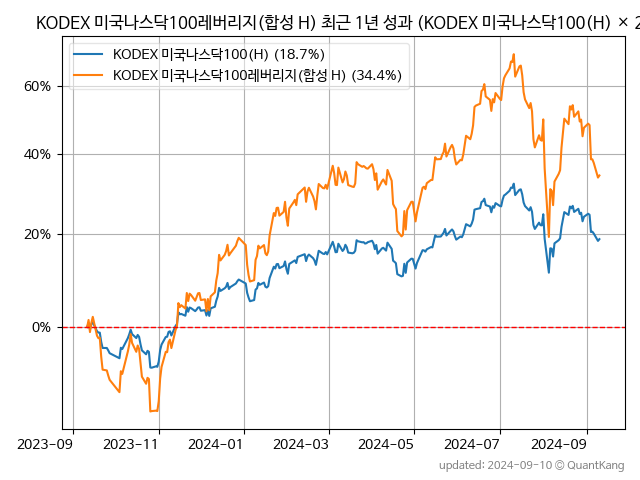 KODEX 미국나스닥100레버리지(합성 H) 최근 1년 성과 (KODEX 미국나스닥100(H) × 2
KODEX 미국나스닥100(H) (18.7%)
KODEX 미국나스닥100레버리지(합성 H) (34.4%)
60%
40%
20%
0%
2023-09 2023-11 2024-01 2024-03 2024-05 2024-07 2024-09
updated: 2024-09-10 © QuantKang